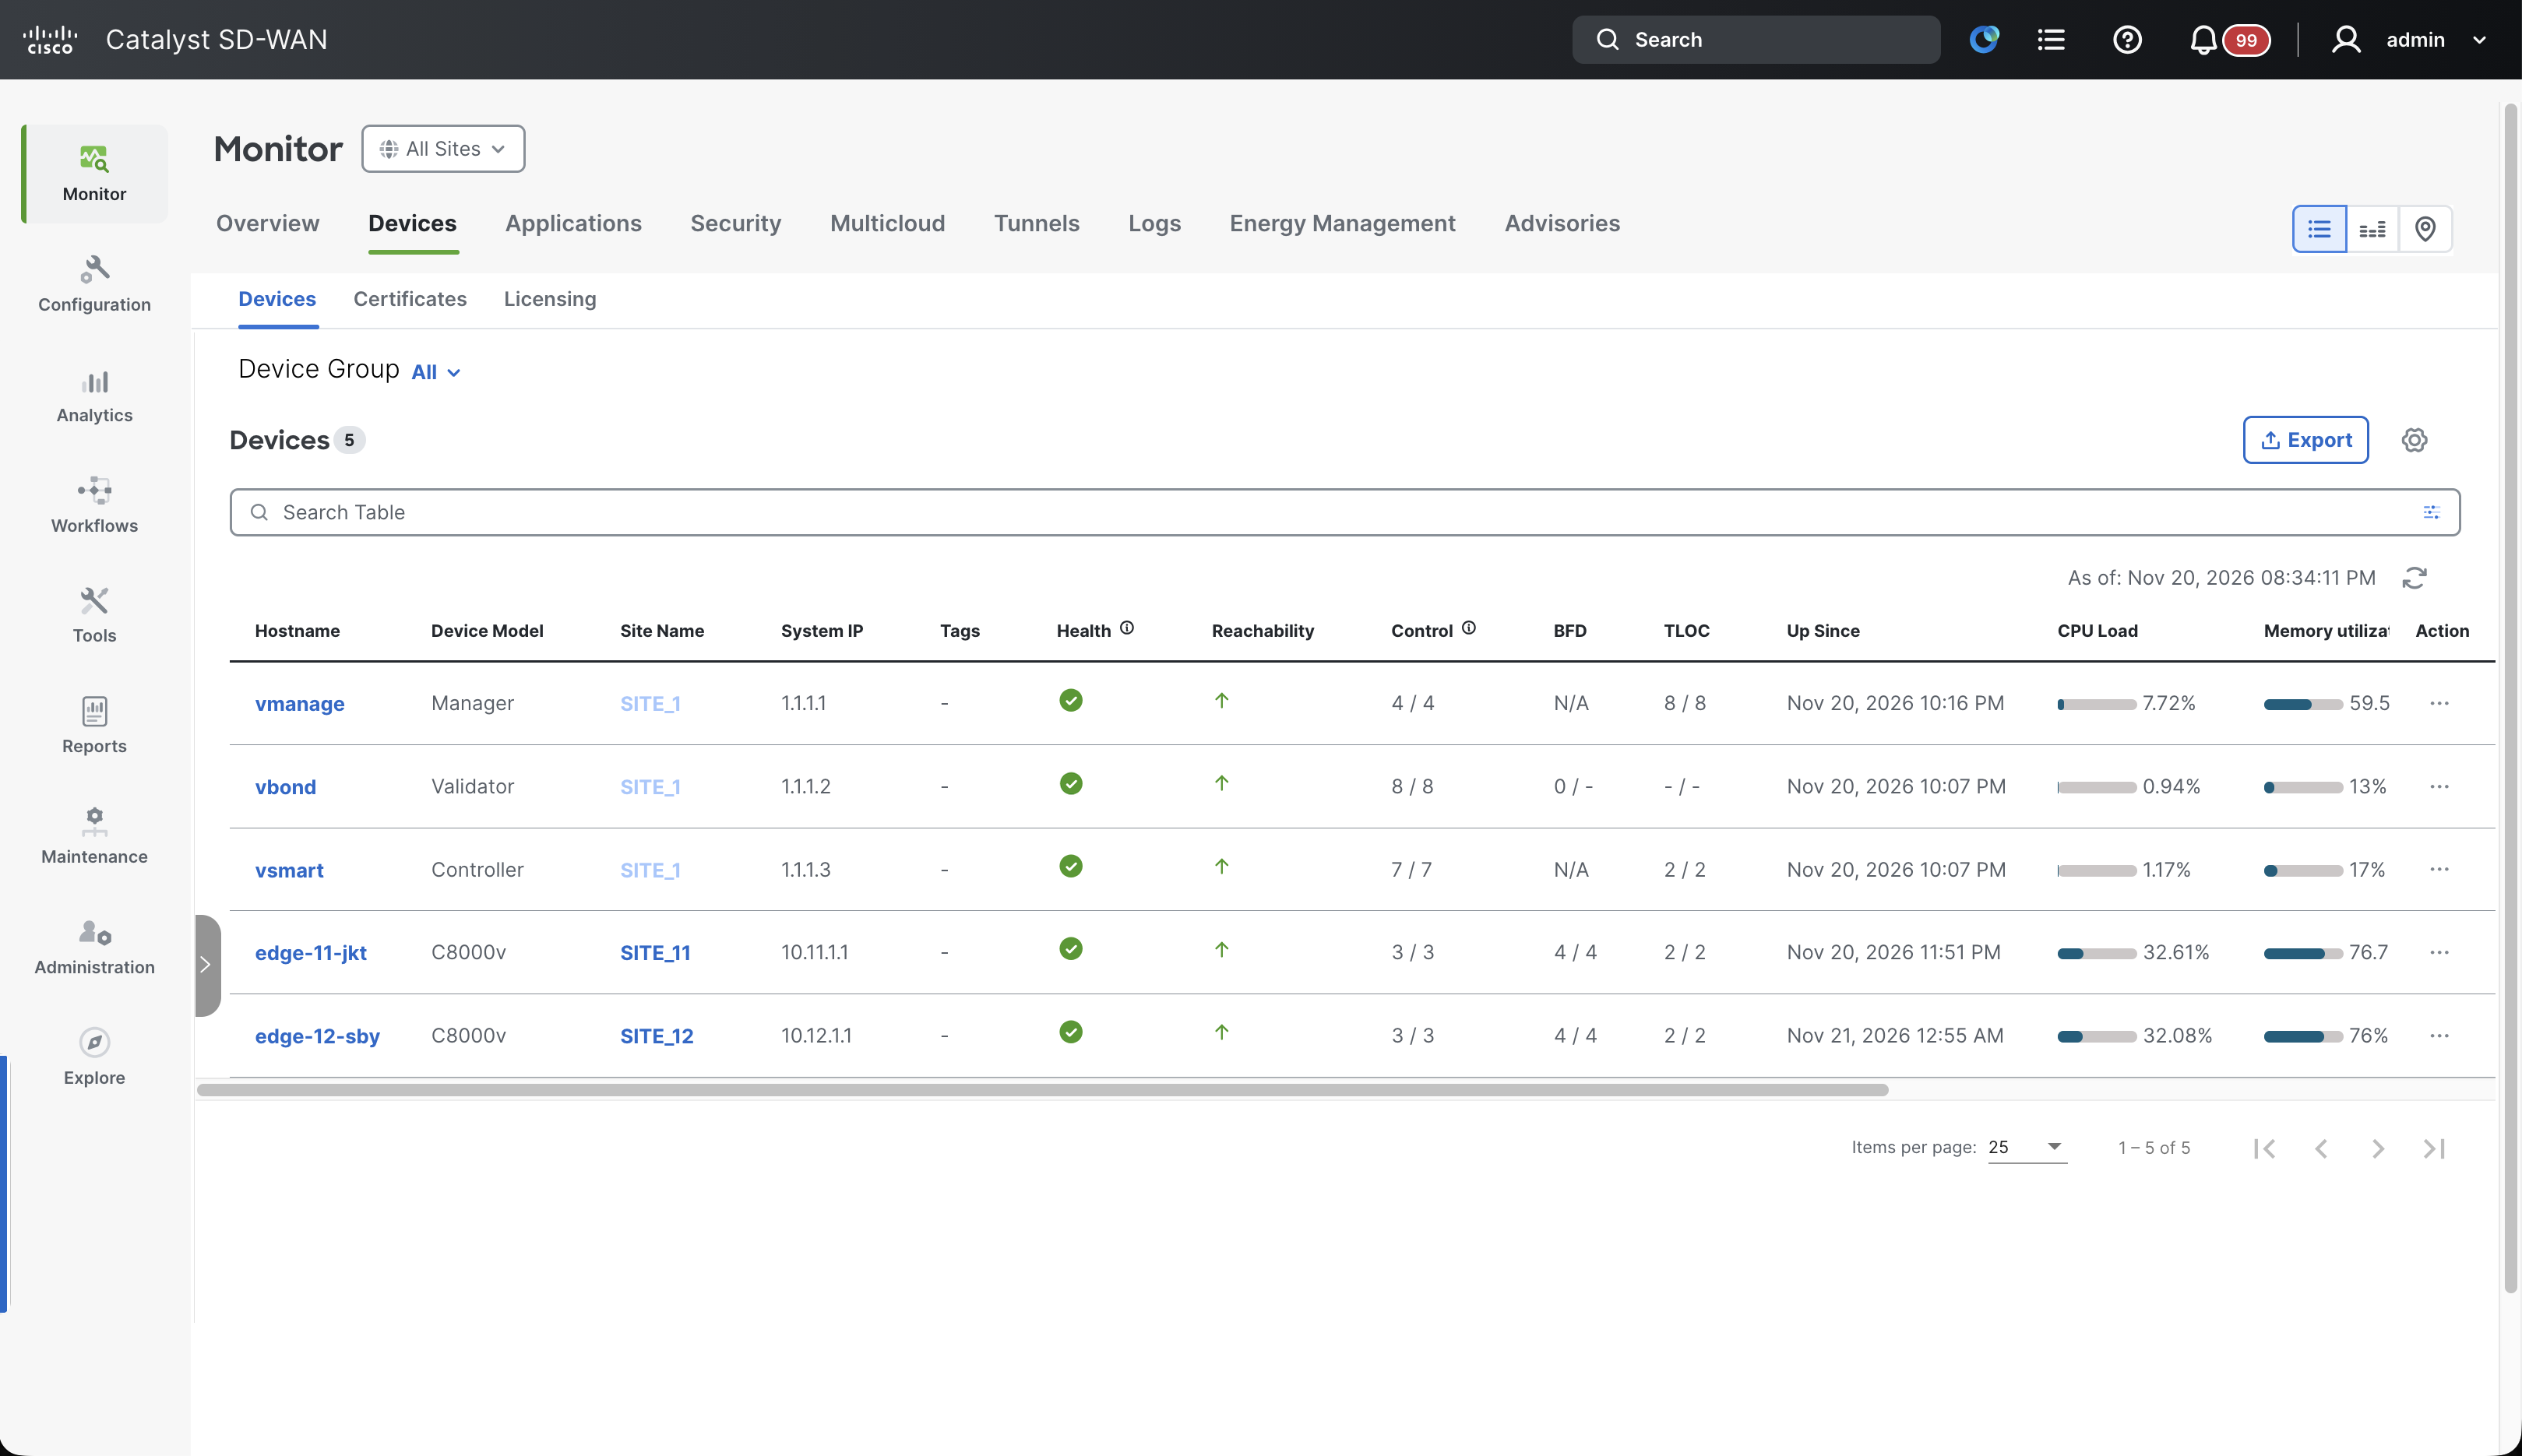 cisco Catalyst SD-WAN Search 99 admin
Monitor All Sites
Overview Devices Applications Security Multicloud Tunnels Logs Energy Management Advisories
Devices Certificates Licensing
Device Group All
Devices 5 Export
Search Table
As of: Nov 20, 2026 08:34:11 PM
Hostname Device Model Site Name System IP Tags Health Reachability Control BFD TLOC Up Since CPU Load Memory utilizat Action
vmanage Manager SITE_1 1.1.1.1 - 4 / 4 N/A 8 / 8 Nov 20, 2026 10:16 PM 7.72% 59.5 ...
vbond Validator SITE_1 1.1.1.2 - 8 / 8 0 / - - / - Nov 20, 2026 10:07 PM 0.94% 13% ...
vsmart Controller SITE_1 1.1.1.3 - 7 / 7 N/A 2 / 2 Nov 20, 2026 10:07 PM 1.17% 17% ...
edge-11-jkt C8000v SITE_11 10.11.1.1 - 3 / 3 4 / 4 2 / 2 Nov 20, 2026 11:51 PM 32.61% 76.7 ...
edge-12-sby C8000v SITE_12 10.12.1.1 - 3 / 3 4 / 4 2 / 2 Nov 21, 2026 12:55 AM 32.08% 76% ...
Items per page: 25 1 – 5 of 5
Monitor
Configuration
Analytics
Workflows
Tools
Reports
Maintenance
Administration
Explore